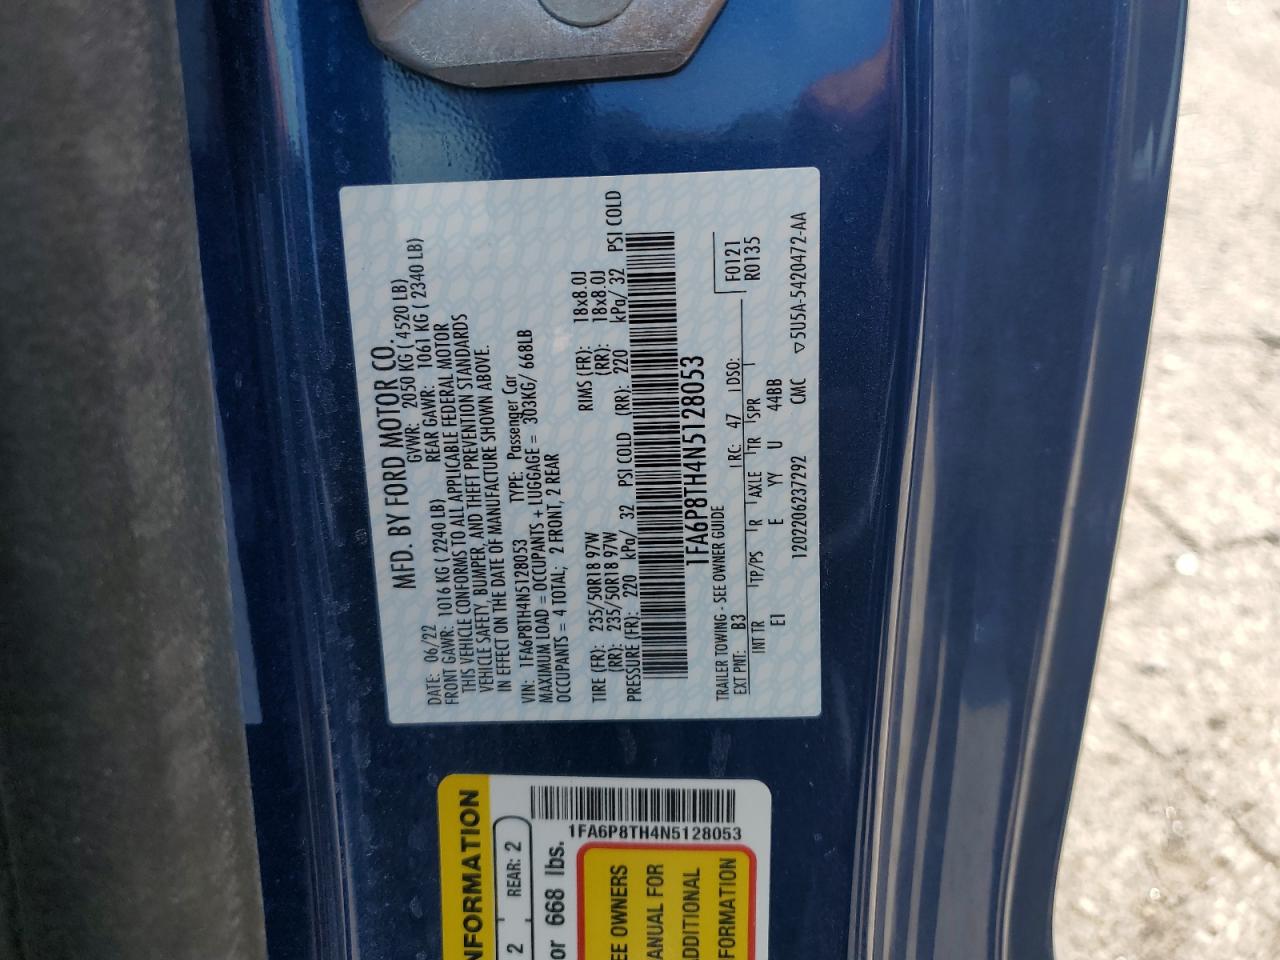 MFD. BY FORD MOTOR CO.
DATE: 06/22 GVWR: 2050 KG ( 4520 LB)
FRONT GAWR: 1016 KG ( 2240 LB) REAR GAWR: 1061 KG ( 2340 LB)
THIS VEHICLE CONFORMS TO ALL APPLICABLE FEDERAL MOTOR
VEHICLE SAFETY, BUMPER, AND THEFT PREVENTION STANDARDS
IN EFFECT ON THE DATE OF MANUFACTURE SHOWN ABOVE.
VIN: 1FA6P8TH4N5128053 TYPE: Passenger Car
MAXIMUM LOAD = OCCUPANTS + LUGGAGE = 303KG/ 668LB
OCCUPANTS = 4 TOTAL; 2 FRONT, 2 REAR
TIRE (FR): 235/50R18 97W RIMS (FR): 18x8.0J
(RR): 235/50R18 97W (RR): 18x8.0J
PRESSURE (FR): 220 kPa/ 32 PSI COLD (RR): 220 kPa/ 32 PSI COLD
1FA6P8TH4N5128053
TRAILER TOWING - SEE OWNER GUIDE F0121
EXT PNT: B3 RC: 47 DSO: R0135
INT TR TP/PS R AXLE TR SPR
EI E YY U 44BB
1202206237292 CMC ▽5U5A-5420472-AA
NFORMATION
2 REAR: 2
or 668 lbs.
1FA6P8TH4N5128053
EE OWNERS
ANUAL FOR
ADDITIONAL
FORMATION